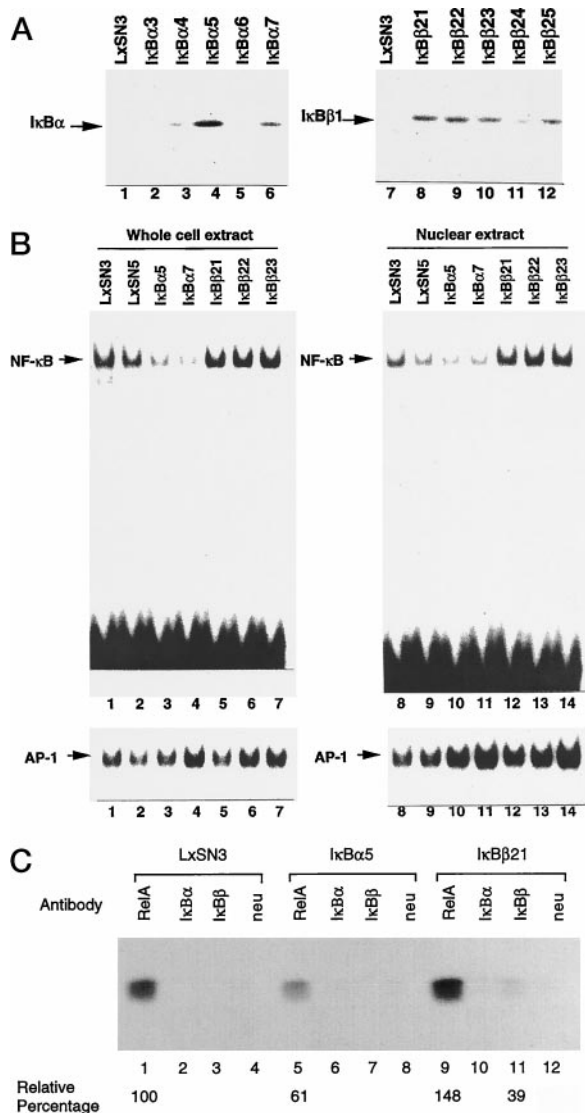 A
LxSN3
IκBα3
IκBα4
IκBα5
IκBα6
IκBα7
LxSN3
IκBβ21
IκBβ22
IκBβ23
IκBβ24
IκBβ25
IκBα
IκBβ1
1 2 3 4 5 6
7 8 9 10 11 12
B
Whole cell extract
Nuclear extract
LxSN3
LxSN5
IκBα5
IκBα7
IκBβ21
IκBβ22
IκBβ23
LxSN3
LxSN5
IκBα5
IκBα7
IκBβ21
IκBβ22
IκBβ23
NF-κB
NF-κB
1 2 3 4 5 6 7
8 9 10 11 12 13 14
AP-1
AP-1
1 2 3 4 5 6 7
8 9 10 11 12 13 14
C
LxSN3 IκBα5 IκBβ21
Antibody
RelA
IκBα
IκBβ
neu
RelA
IκBα
IκBβ
neu
RelA
IκBα
IκBβ
neu
1 2 3 4 5 6 7 8 9 10 11 12
Relative
Percentage
100 61 148 39